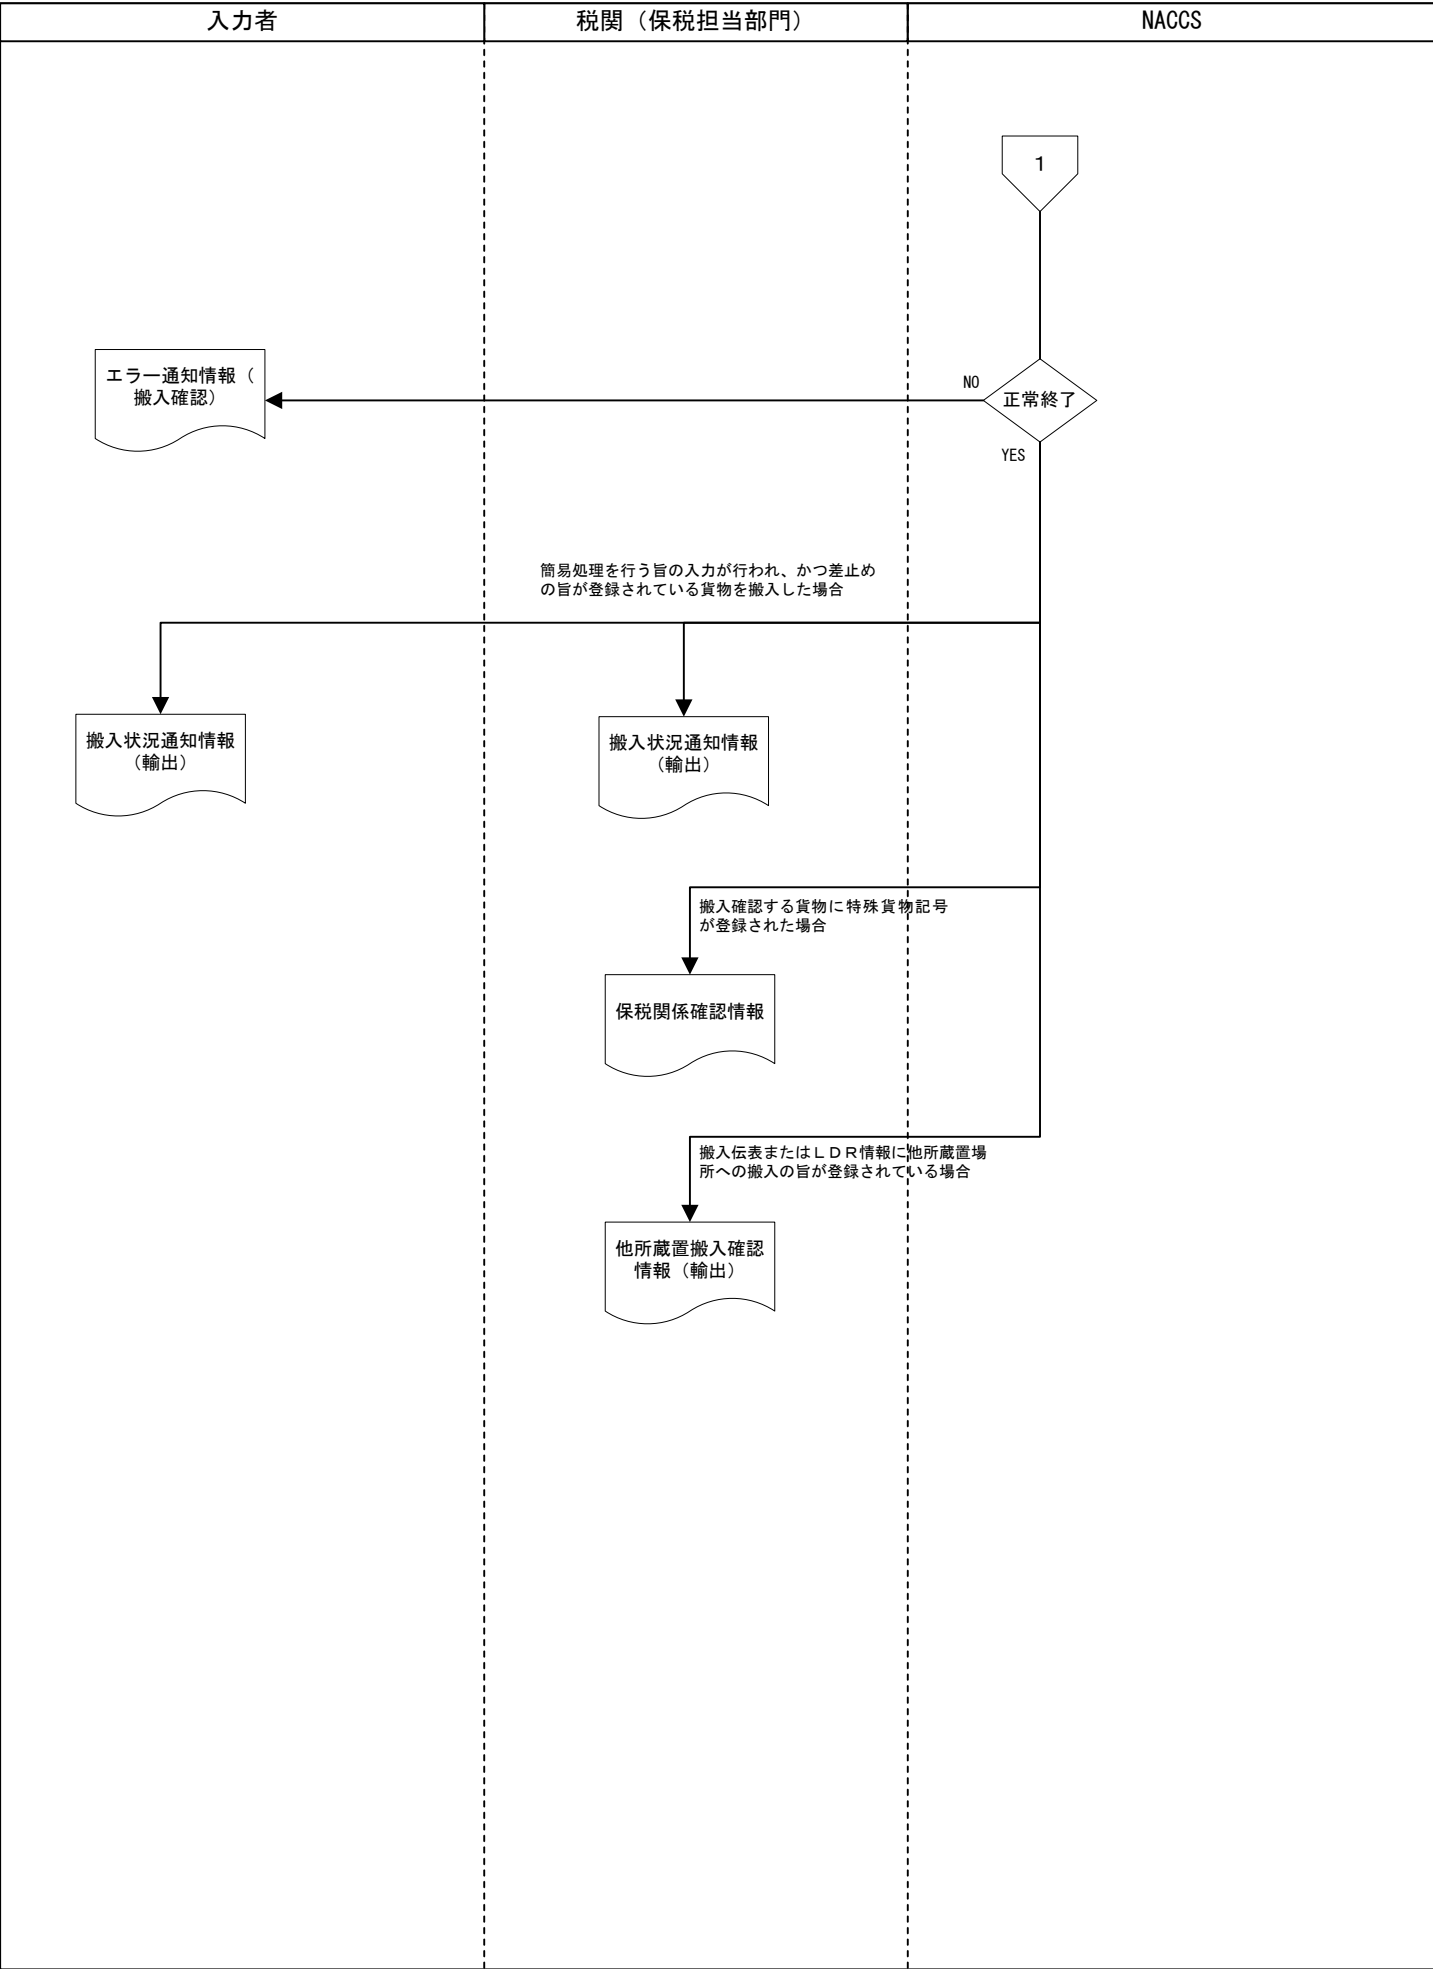 入力者
税関（保税担当部門）
NACCS
1
エラー通知情報（
搬入確認）
NO
正常終了
YES
簡易処理を行う旨の入力が行われ、かつ差止め
の旨が登録されている貨物を搬入した場合
搬入状況通知情報
（輸出）
搬入状況通知情報
（輸出）
搬入確認する貨物に特殊貨物記号
が登録された場合
保税関係確認情報
搬入伝表またはＬＤＲ情報に他所蔵置場
所への搬入の旨が登録されている場合
他所蔵置搬入確認
情報（輸出）